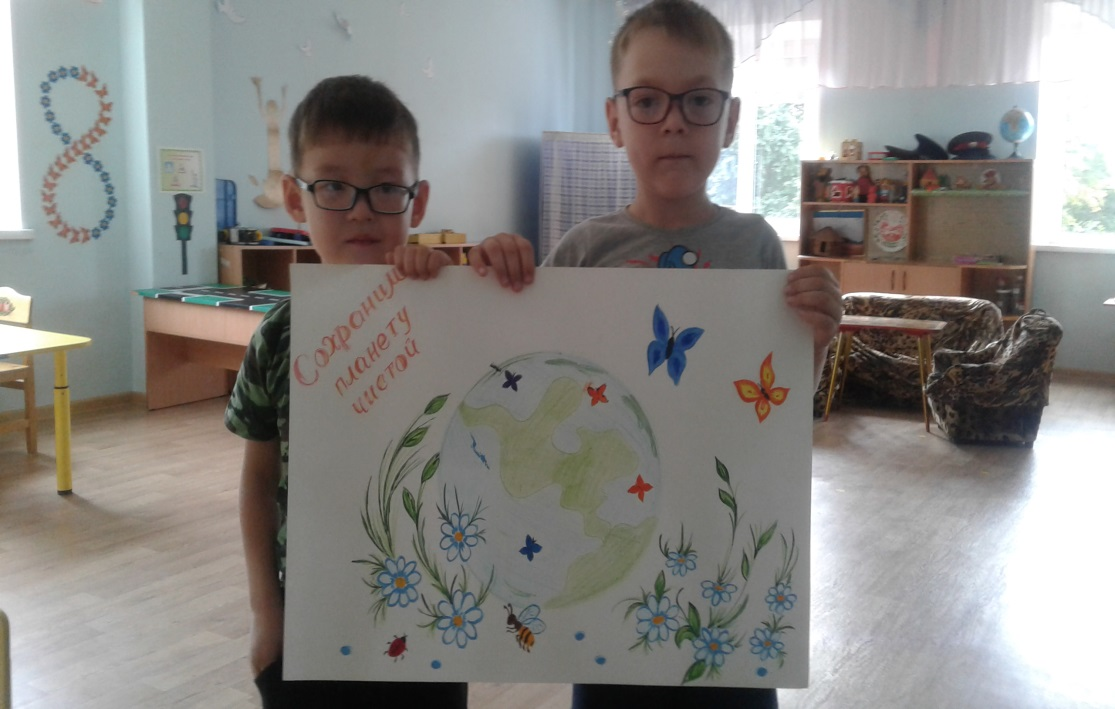 Сохраним
планету
чистой